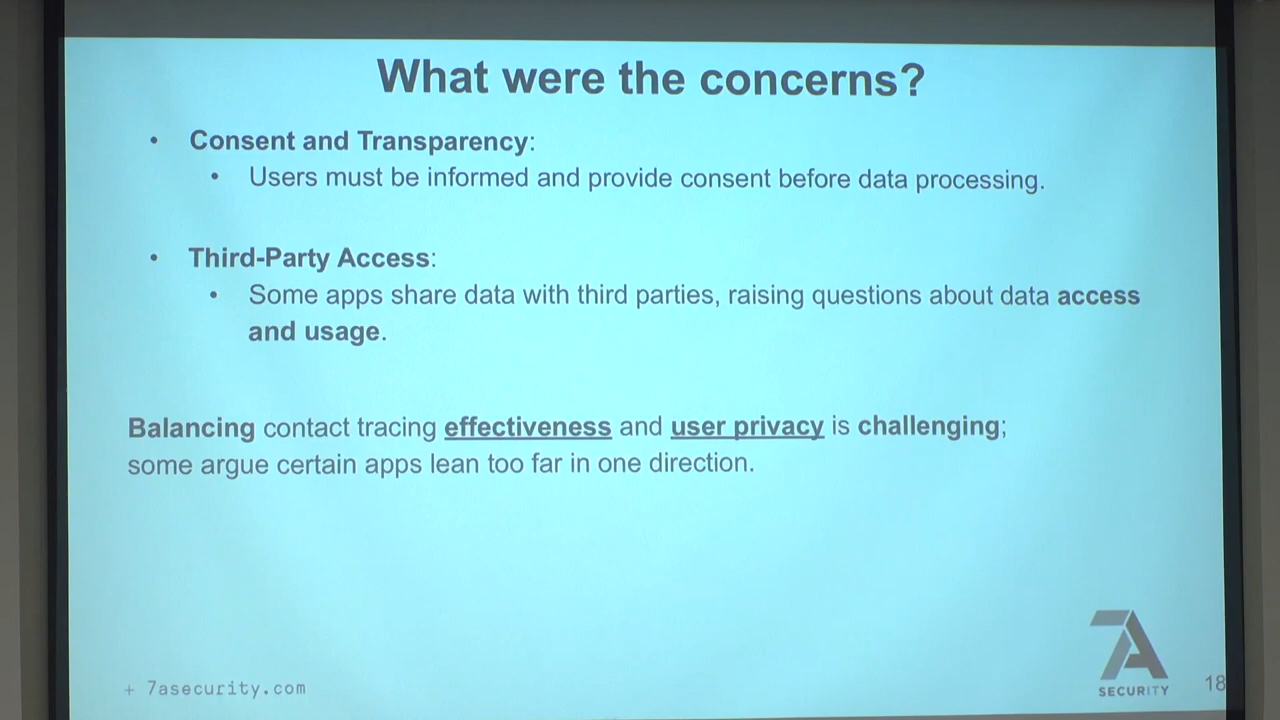 What were the concerns?
• Consent and Transparency:
• Users must be informed and provide consent before data processing.
• Third-Party Access:
• Some apps share data with third parties, raising questions about data access
and usage.
Balancing contact tracing effectiveness and user privacy is challenging;
some argue certain apps lean too far in one direction.
+ 7asecurity.com
7A
SECURITY
18